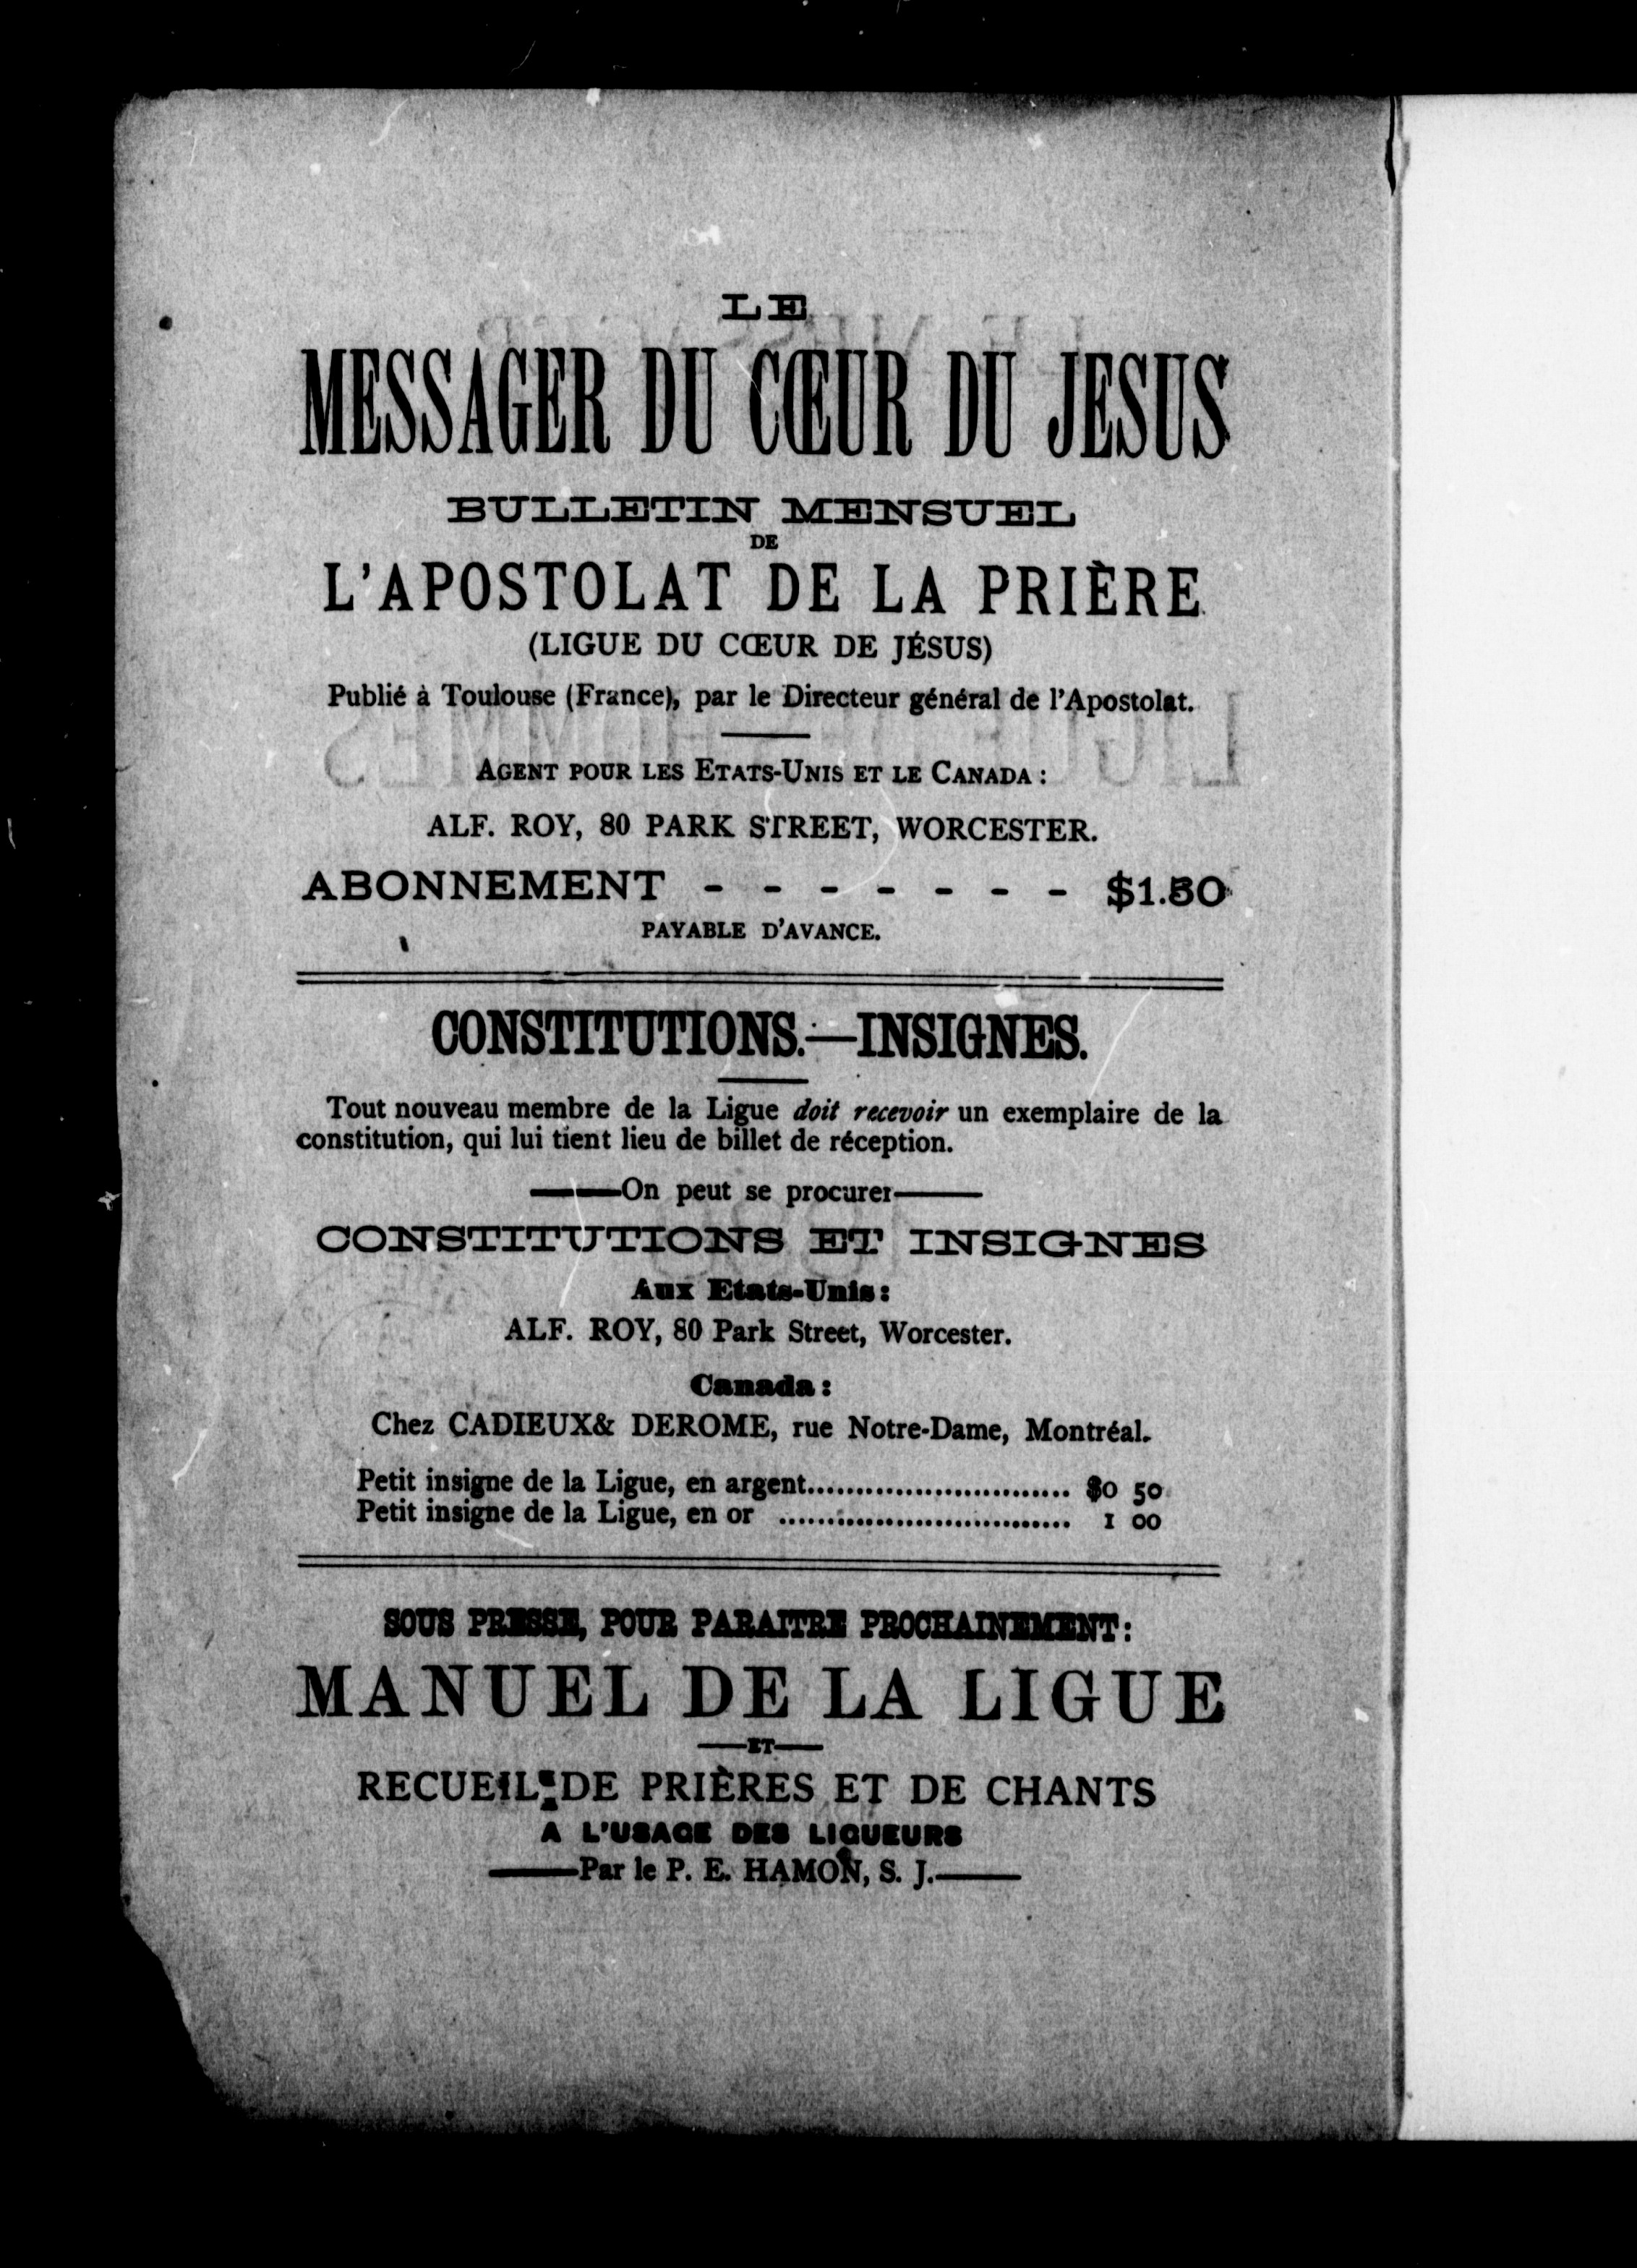 LE
MESSAGER DU CŒUR DU JESUS
BULLETIN MENSUEL
DE
L'APOSTOLAT DE LA PRIÈRE
(LIGUE DU CŒUR DE JÉSUS)
Publié à Toulouse (France), par le Directeur général de l'Apostolat.
AGENT POUR LES ETATS-UNIS ET LE CANADA :
ALF. ROY, 80 PARK STREET, WORCESTER.
ABONNEMENT - - - - - - - $1.50
PAYABLE D'AVANCE.
CONSTITUTIONS.—INSIGNES.
Tout nouveau membre de la Ligue doit recevoir un exemplaire de la
constitution, qui lui tient lieu de billet de réception.
——On peut se procurer——
CONSTITUTIONS ET INSIGNES
Aux Etats-Unis:
ALF. ROY, 80 Park Street, Worcester.
Canada:
Chez CADIEUX& DEROME, rue Notre-Dame, Montréal.
Petit insigne de la Ligue, en argent........................... $0 50
Petit insigne de la Ligue, en or .............................. 1 00
SOUS PRESSE, POUR PARAITRE PROCHAINEMENT:
MANUEL DE LA LIGUE
——ET——
RECUEIL DE PRIÈRES ET DE CHANTS
A L'USAGE DES LIGUEURS
——Par le P. E. HAMON, S. J.——